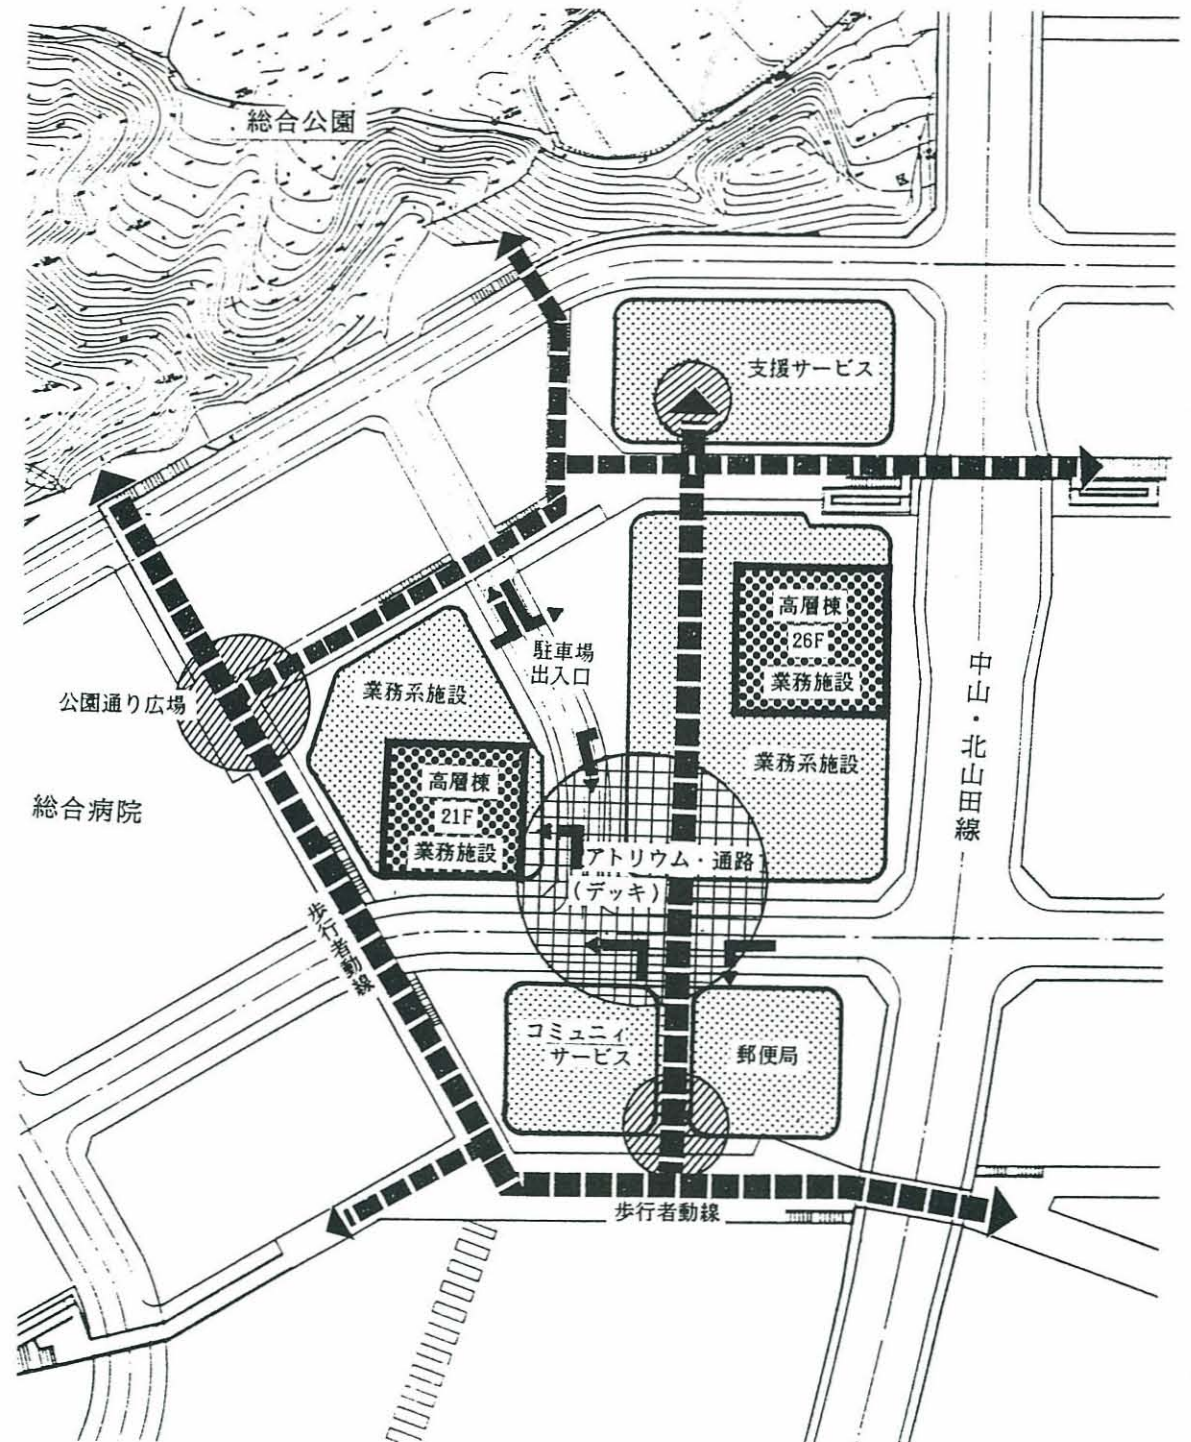 総合公園
支援サービス
高層棟
26F
業務施設
駐車場
出入口
公園通り広場
業務系施設
業務系施設
中山・北山田線
高層棟
21F
業務施設
総合病院
アトリウム・通路
(デッキ)
歩行者動線
コミュニィ
サービス
郵便局
歩行者動線